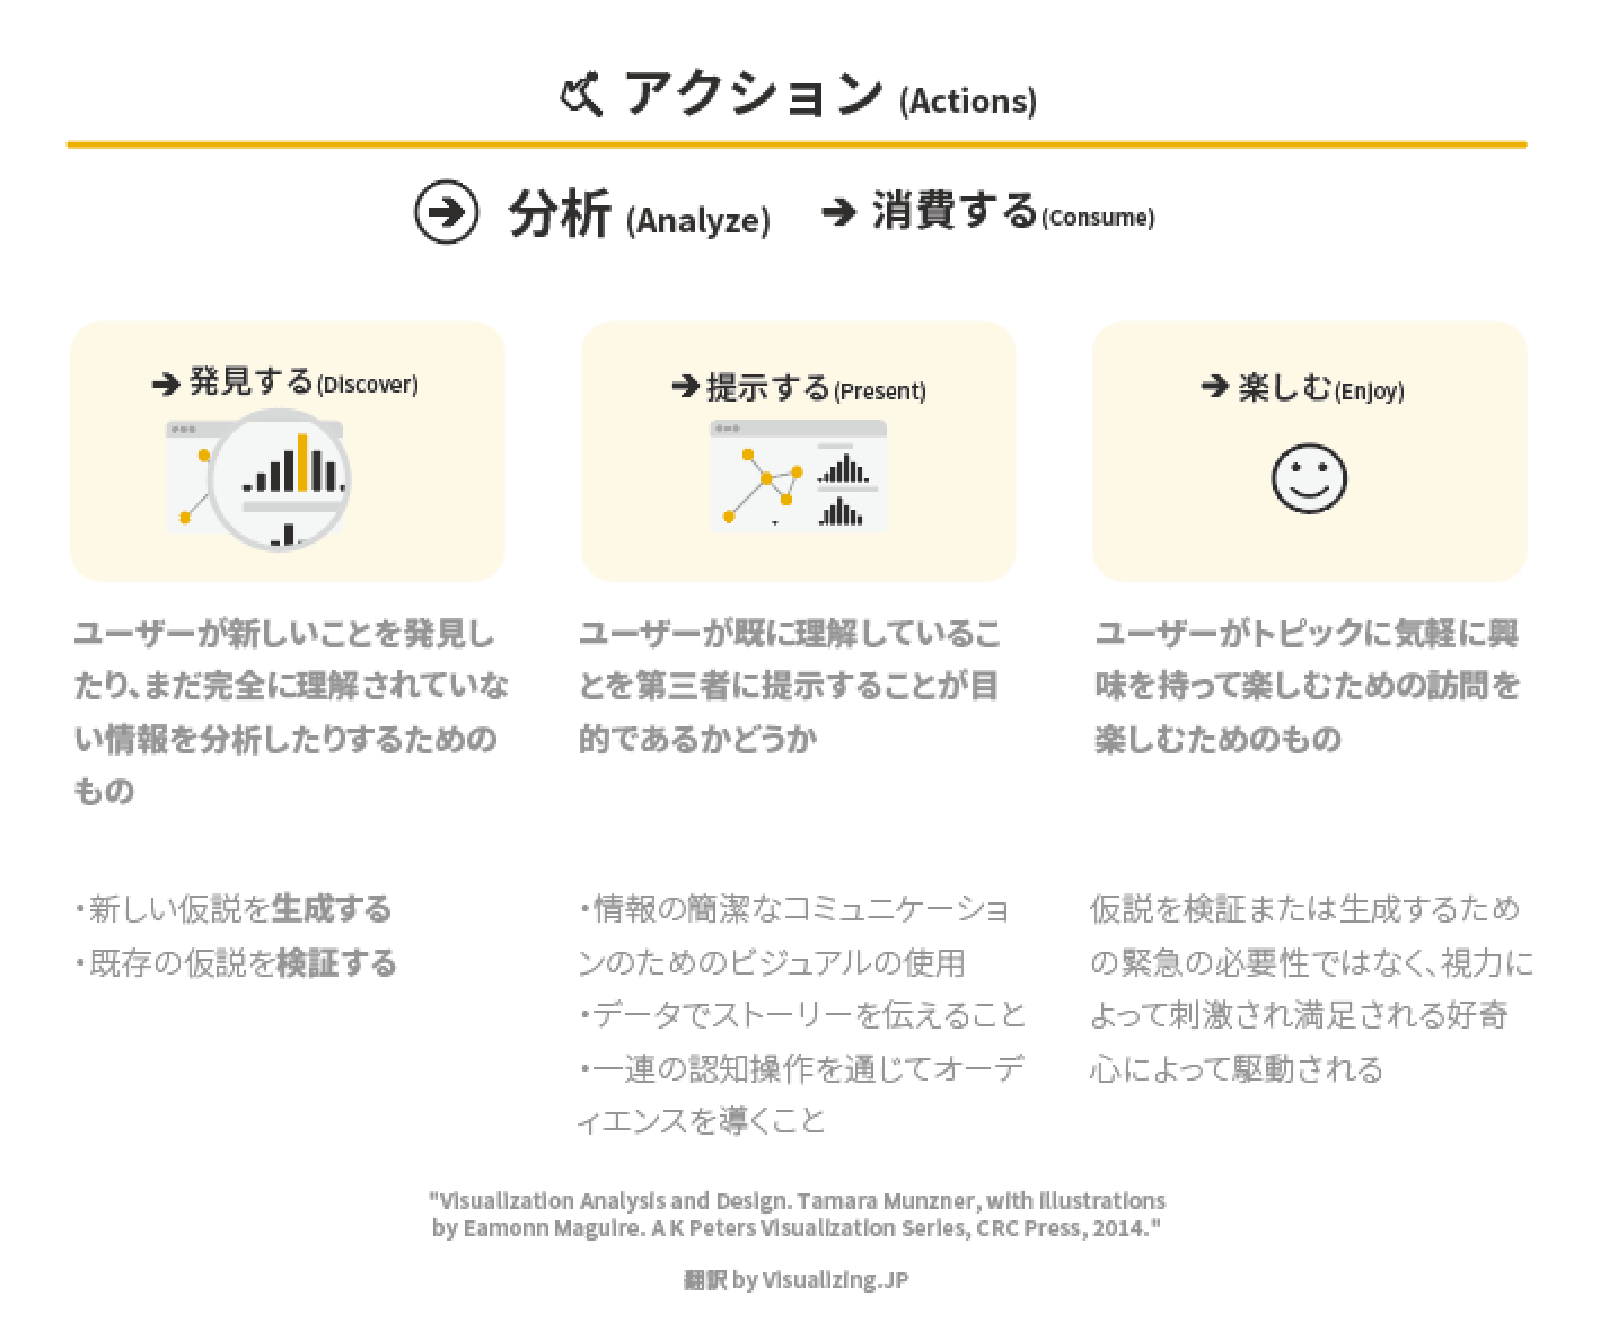 アクション (Actions)
分析 (Analyze) 消費する(Consume)
発見する(Discover)
ユーザーが新しいことを発見し
たり、まだ完全に理解されていな
い情報を分析したりするための
もの
・新しい仮説を生成する
・既存の仮説を検証する
提示する(Present)
ユーザーが既に理解しているこ
とを第三者に提示することが目
的であるかどうか
・情報の簡潔なコミュニケーショ
ンのためのビジュアルの使用
・データでストーリーを伝えること
・一連の認知操作を通じてオーデ
ィエンスを導くこと
楽しむ(Enjoy)
ユーザーがトピックに気軽に興
味を持って楽しむための訪問を
楽しむためのもの
仮説を検証または生成するため
の緊急の必要性ではなく、視力に
よって刺激され満足される好奇
心によって駆動される
"Visualization Analysis and Design. Tamara Munzner, with illustrations
by Eamonn Maguire. A K Peters Visualization Series, CRC Press, 2014."
翻訳 by Visualizing.JP